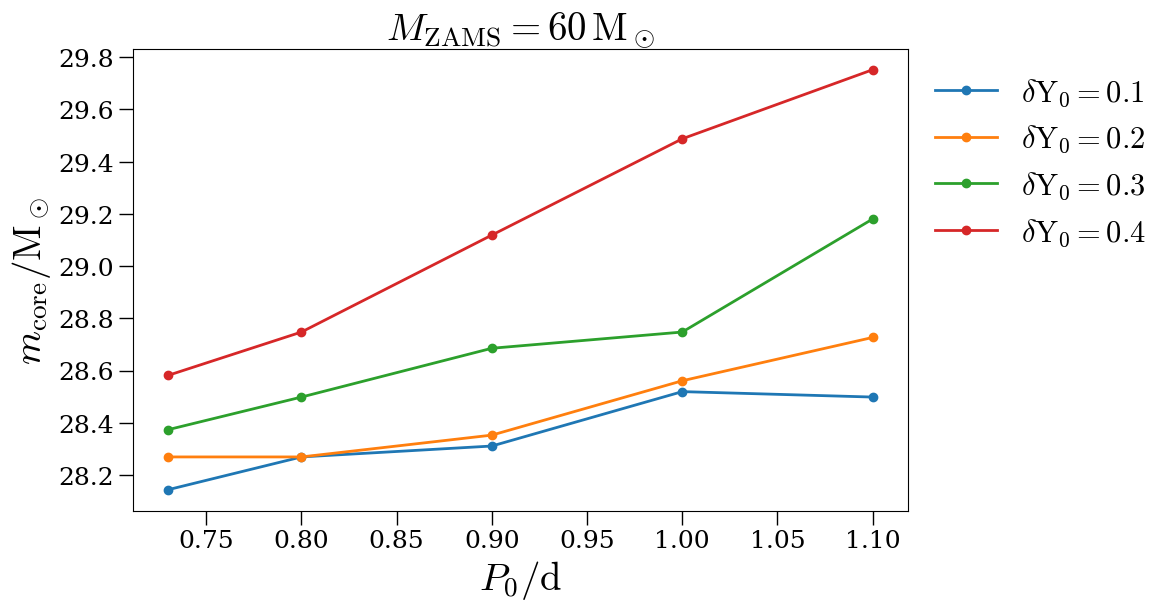 M_ZAMS = 60 M_⊙
29.8
29.6
29.4
29.2
29.0
28.8
28.6
28.4
28.2
m_core/M_⊙
0.75 0.80 0.85 0.90 0.95 1.00 1.05 1.10
P_0/d
δY_0 = 0.1
δY_0 = 0.2
δY_0 = 0.3
δY_0 = 0.4